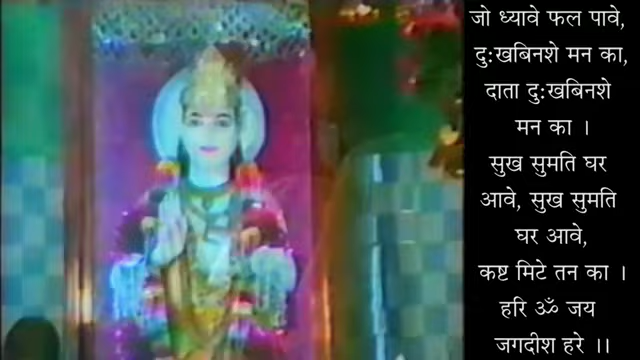 जो ध्यावे फल पावे,
दुःखबिनशे मन का,
दाता दुःखबिनशे
मन का ।
सुख सुमति घर
आवे, सुख सुमति
घर आवे,
कष्ट मिटे तन का ।
हरि ॐ जय
जगदीश हरे ।।